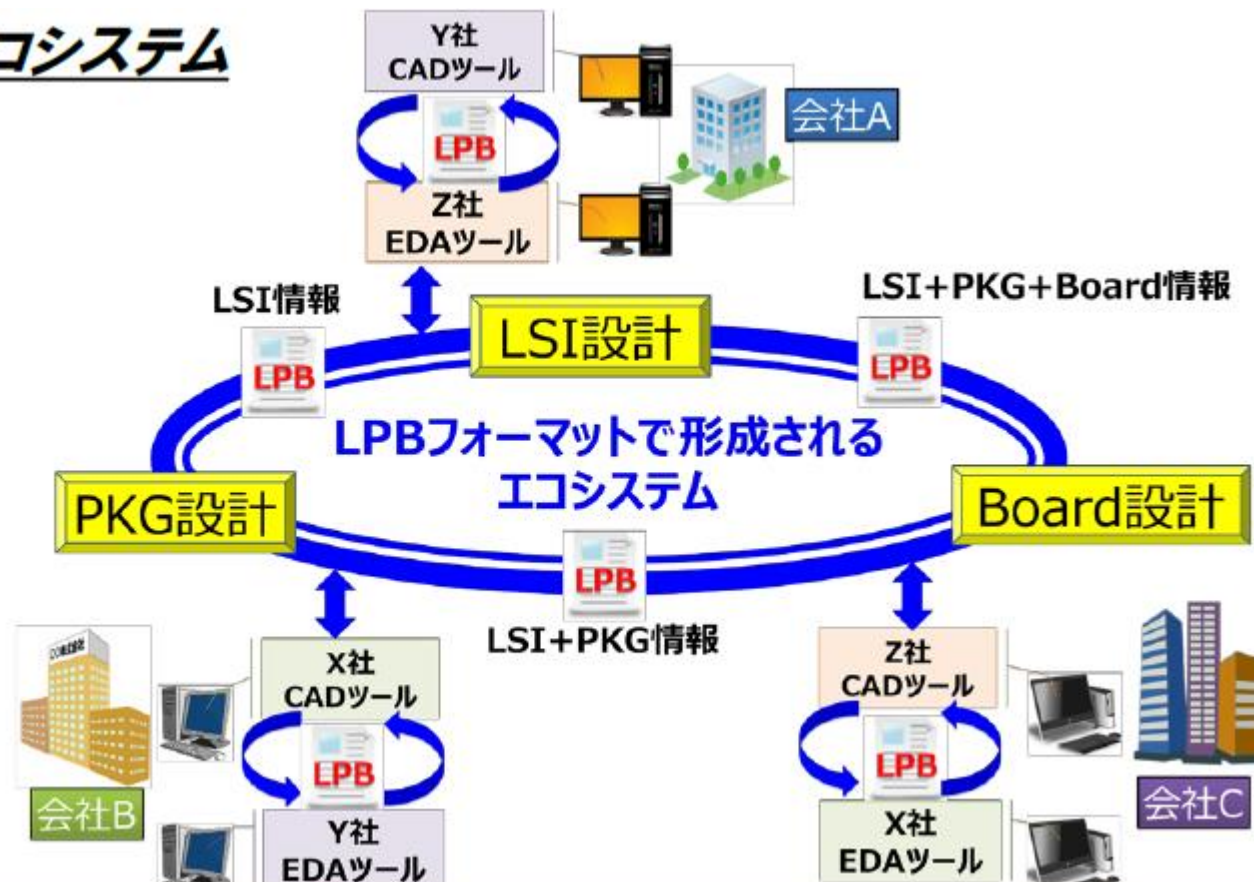 コシステム
Y社
CADツール
LPB
会社A
Z社
EDAツール
LSI情報
LSI+PKG+Board情報
LPB
LSI設計
LPB
LPBフォーマットで形成される
エコシステム
PKG設計
Board設計
LPB
LSI+PKG情報
X社
CADツール
Z社
CADツール
LPB
LPB
会社B
会社C
Y社
EDAツール
X社
EDAツール